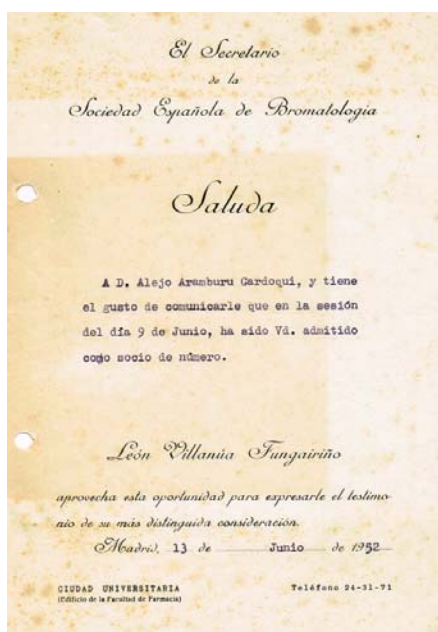 El Secretario
de la
Sociedad Española de Bromatología
Saluda
A D. Alejo Aramburu Gardoqui, y tiene
el gusto de comunicarle que en la sesión
del día 9 de Junio, ha sido Vd. admitido
como socio de número.
León Villanúa Fungairiño
aprovecha esta oportunidad para expresarle el testimo-
nio de su más distinguida consideración.
Madrid, 13 de Junio de 1952
CIUDAD UNIVERSITARIA Teléfono 24-31-71
(Edificio de la Facultad de Farmacia)